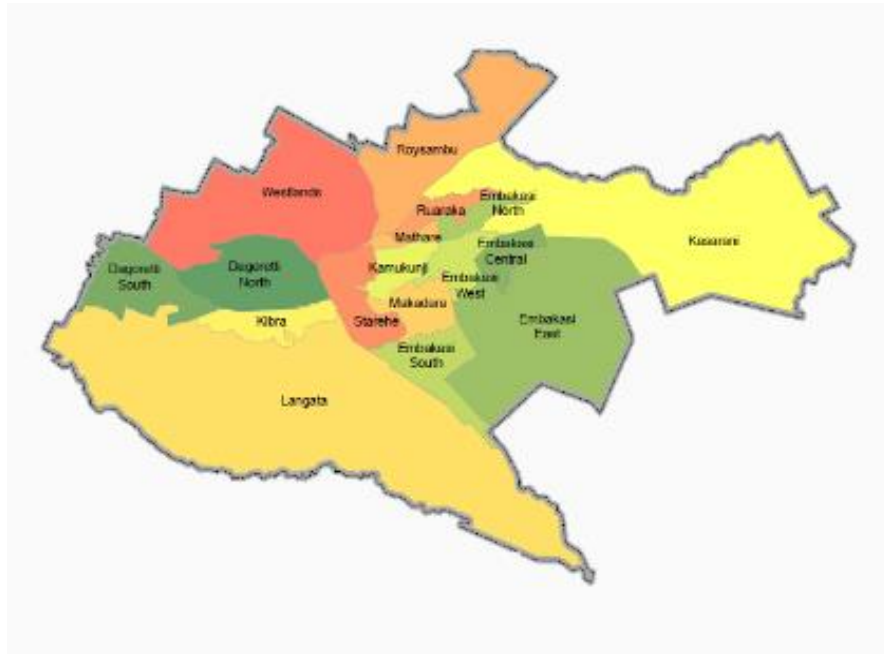 Roysambu
Westlands
Embakasi
North
Ruaraka
Mathare
Kasarani
Embakasi
Central
Dagoretti
South
Dagoretti
North
Kamukunji
Embakasi
West
Makadara
Kibra
Starehe
Embakasi
East
Embakasi
South
Langata